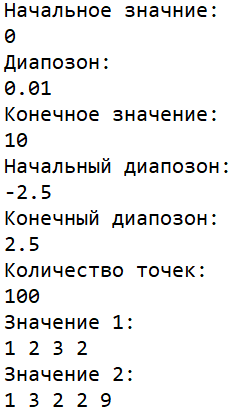 Начальное значние:
0
Диапозон:
0.01
Конечное значение:
10
Начальный диапозон:
-2.5
Конечный диапозон:
2.5
Количество точек:
100
Значение 1:
1 2 3 2
Значение 2:
1 3 2 2 9